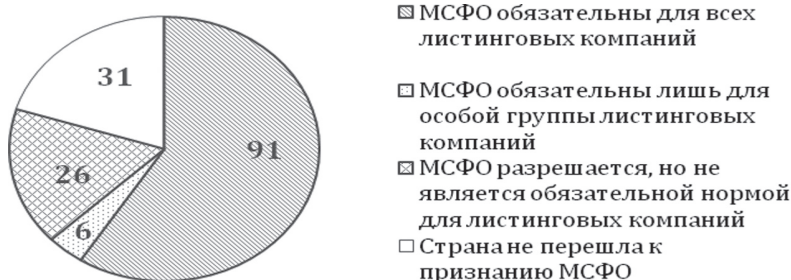 31
91
26
6
МСФО обязательны для всех
листинговых компаний
МСФО обязательны лишь для
особой группы листинговых
компаний
МСФО разрешается, но не
является обязательной нормой
для листинговых компаний
Страна не перешла к
признанию МСФО